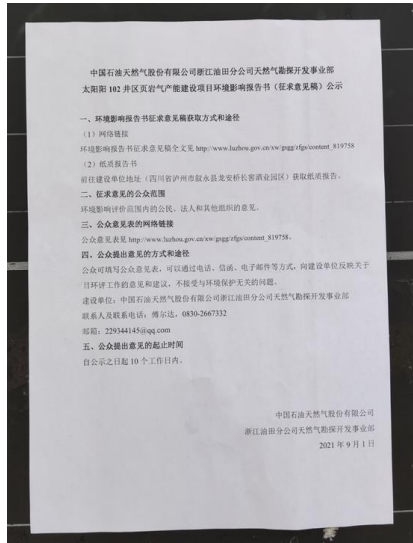 中国石油天然气股份有限公司浙江油田分公司天然气勘探开发事业部
太阳阳 102 井区页岩气产能建设项目环境影响报告书（征求意见稿）公示
一、环境影响报告书征求意见稿获取方式和途径
（1）网络链接
环境影响报告书征求意见稿全文见 http://www.luzhou.gov.cn/xw/gsgg/zfgs/content_819758
（2）纸质报告书
前往建设单位地址（四川省泸州市叙永县龙安桥长富酒业园区）获取纸质报告。
二、征求意见的公众范围
环境影响评价范围内的公民、法人和其他组织的意见。
三、公众意见表的网络链接
公众意见表见 http://www.luzhou.gov.cn/xw/gsgg/zfgs/content_819758。
四、公众提出意见的方式和途径
公众可填写公众意见表，可以通过电话、信函、电子邮件等方式，向建设单位反映关于
目环评工作的意见和建议，不接受与环境保护无关的问题。
建设单位：中国石油天然气股份有限公司浙江油田分公司天然气勘探开发事业部
联系人及联系电话：傅尔达，0830-2667332
邮箱：229344145@qq.com
五、公众提出意见的起止时间
自公示之日起 10 个工作日内。
中国石油天然气股份有限公司
浙江油田分公司天然气勘探开发事业部
2021 年 9 月 1 日